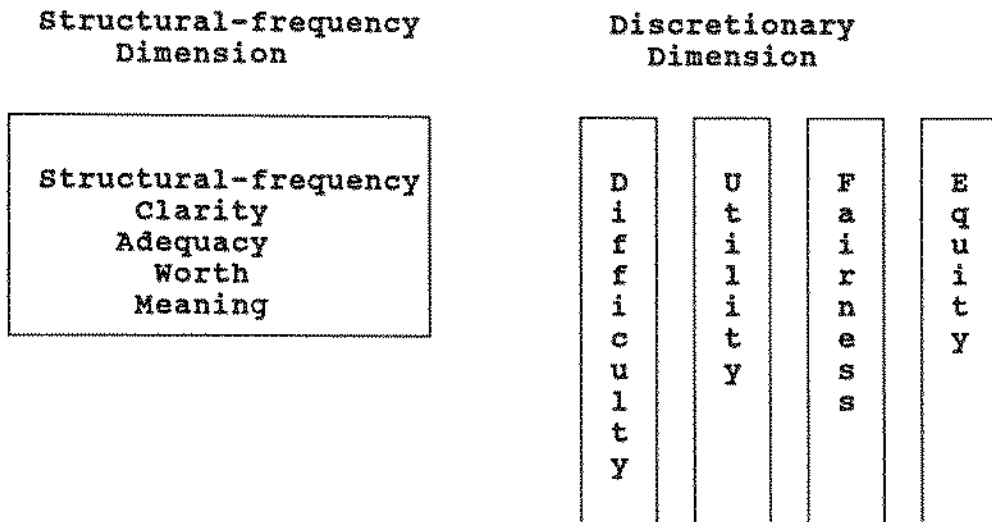 Structural-frequency
Dimension
Structural-frequency
Clarity
Adequacy
Worth
Meaning
Discretionary
Dimension
Difficulty
Utility
Fairness
Equity